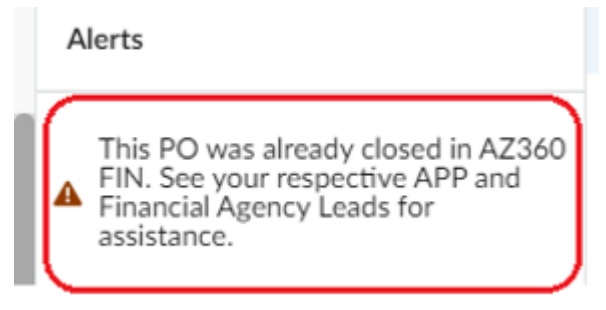 Alerts
This PO was already closed in AZ360
FIN. See your respective APP and
Financial Agency Leads for
assistance.